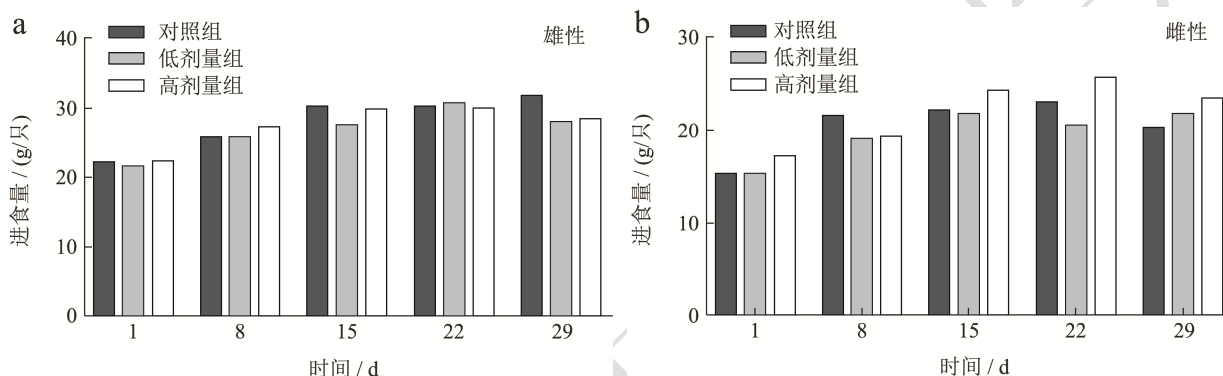 a
对照组
低剂量组
高剂量组
雄性
进食量 / (g/只)
40
30
20
10
0
1 8 15 22 29
时间 / d
b
对照组
低剂量组
高剂量组
雌性
进食量 / (g/只)
30
20
10
0
1 8 15 22 29
时间 / d